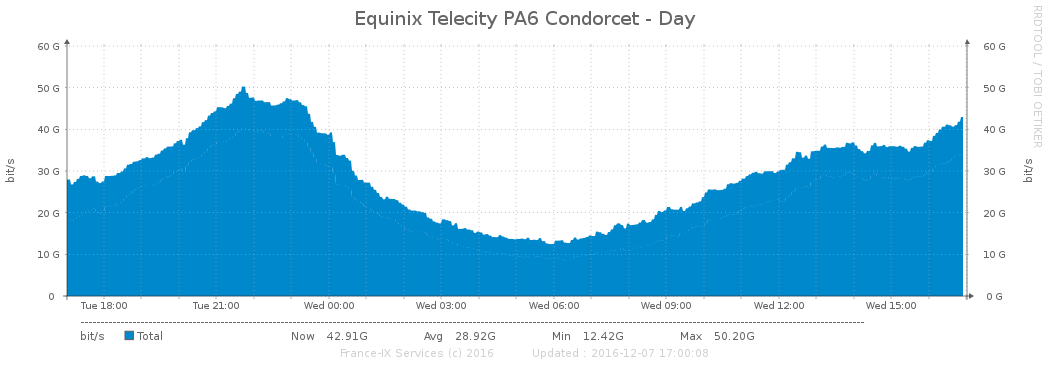 Equinix Telecity PA6 Condorcet - Day
RRDTOOL / TOBI OETIKER
bit/s
60 G
50 G
40 G
30 G
20 G
10 G
0
60 G
50 G
40 G
30 G
20 G
10 G
0 G
bit/s
Tue 18:00 Tue 21:00 Wed 00:00 Wed 03:00 Wed 06:00 Wed 09:00 Wed 12:00 Wed 15:00
bit/s Total Now 42.91G Avg 28.92G Min 12.42G Max 50.20G
France-IX Services (c) 2016 Updated : 2016-12-07 17:00:08